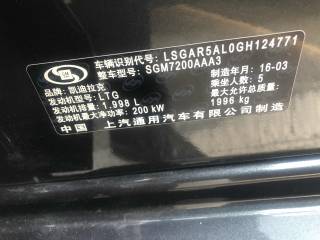 车辆识别代号: LSGAR5AL0GH124771
整车型号: SGM7200AAA3
品牌: 凯迪拉克 制造年月: 16-03
发动机型号: LTG 乘坐人数: 5
发动机排量: 1.998 L 最大允许总质量:
发动机最大净功率: 200 kW 1996 kg
中国 上汽通用汽车有限公司制造